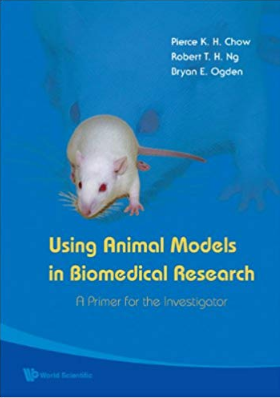 Pierce K. H. Chow
Robert T. H. Ng
Bryan E. Ogden
Using Animal Models
in Biomedical Research
A Primer for the Investigator
World Scientific